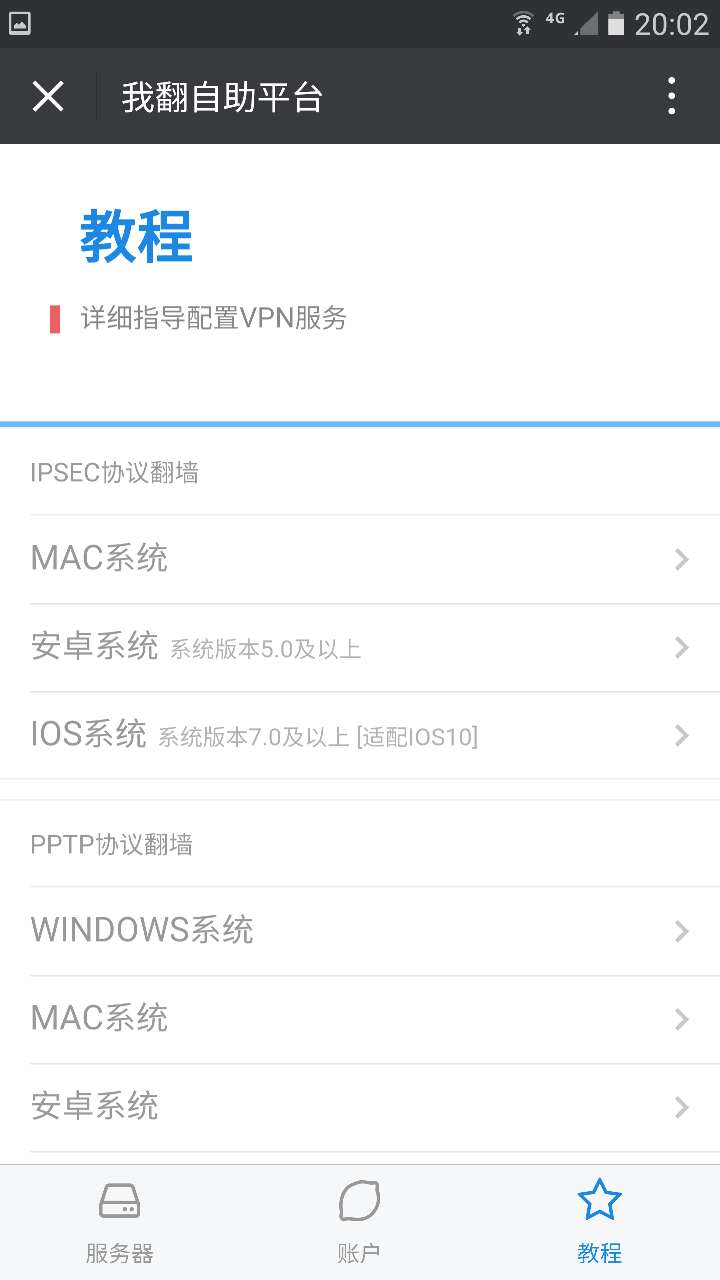 4G 20:02
我翻自助平台
教程
详细指导配置VPN服务
IPSEC协议翻墙
MAC系统
安卓系统 系统版本5.0及以上
IOS系统 系统版本7.0及以上 [适配IOS10]
PPTP协议翻墙
WINDOWS系统
MAC系统
安卓系统
服务器 账户 教程